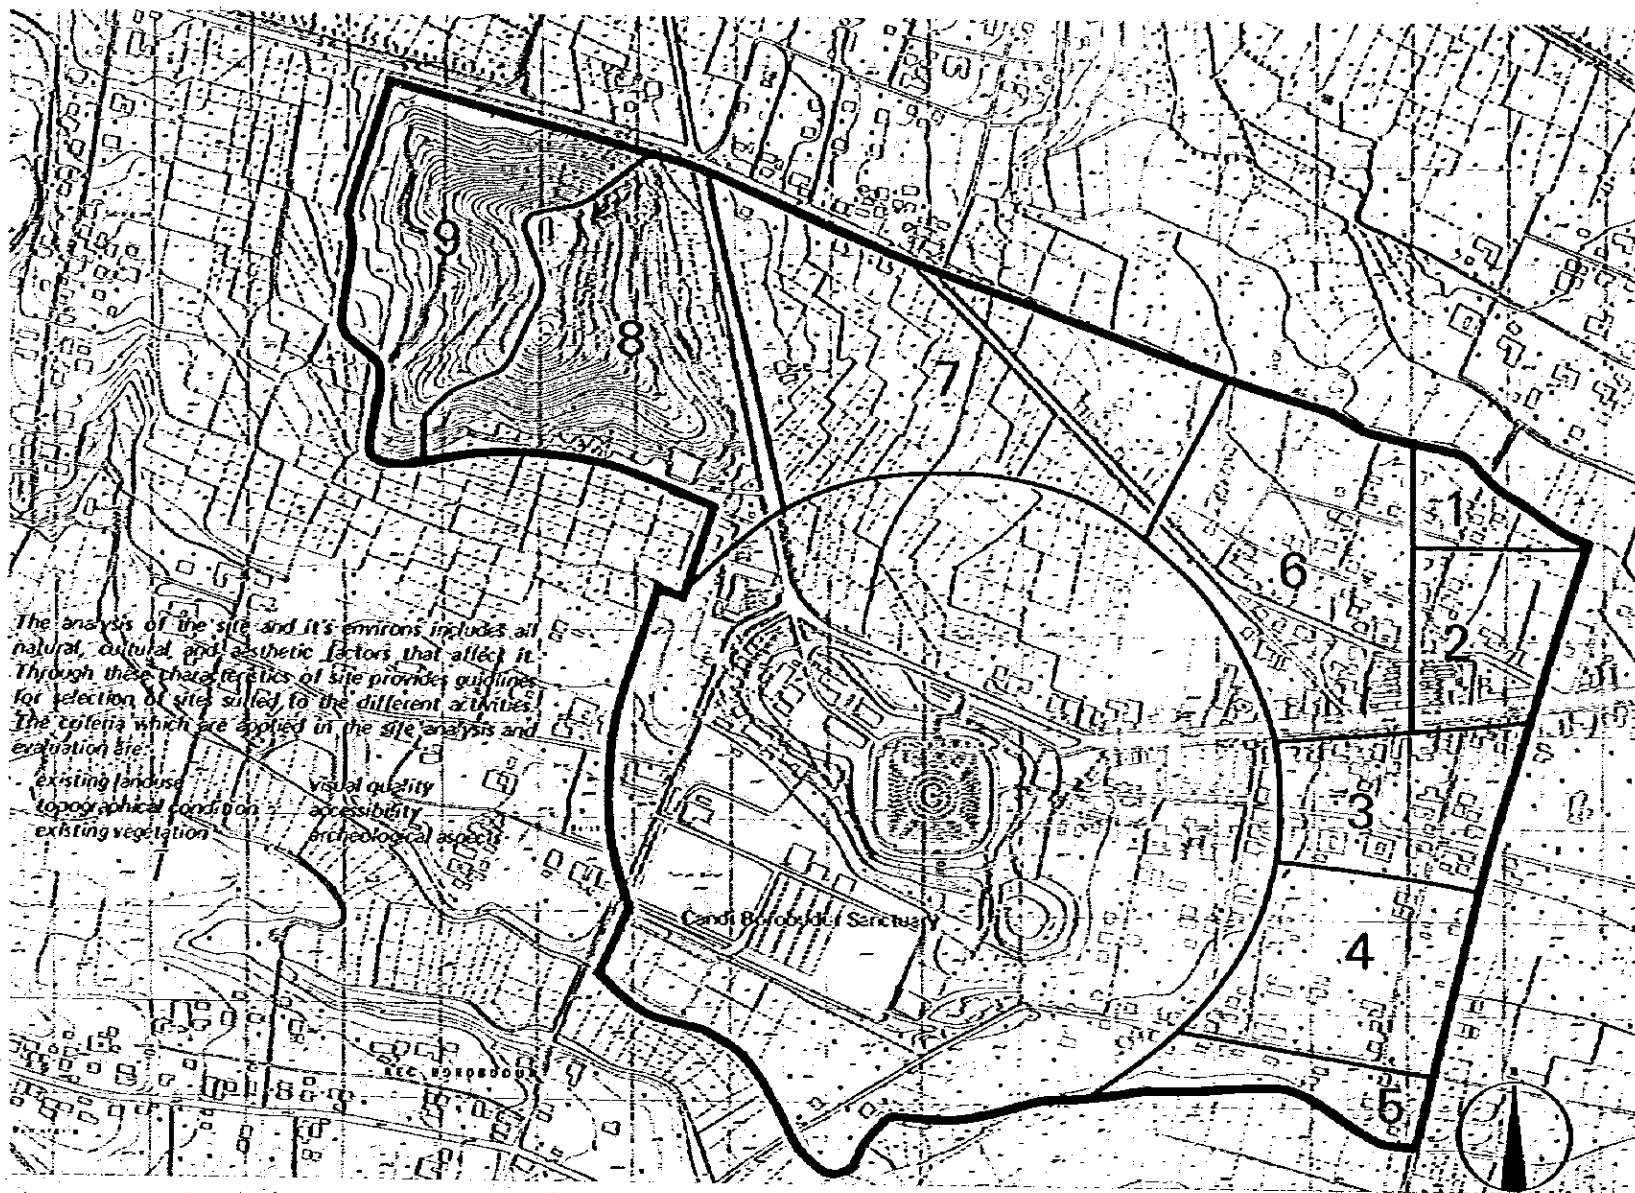 9
8
7
1
6
2
The analysis of the site and it's environs includes all
natural, cultural and aesthetic factors that affect it.
Through these characteristics of site provides guidlines
for selection of sites suited to the different activities.
The criteria which are applied in the site analysis and
evaluation are:
existing landuse
topographical condition
existing vegetation
visual quality
accessibility
archeological aspects
3
Candi Borobudur Sanctuary
4
5